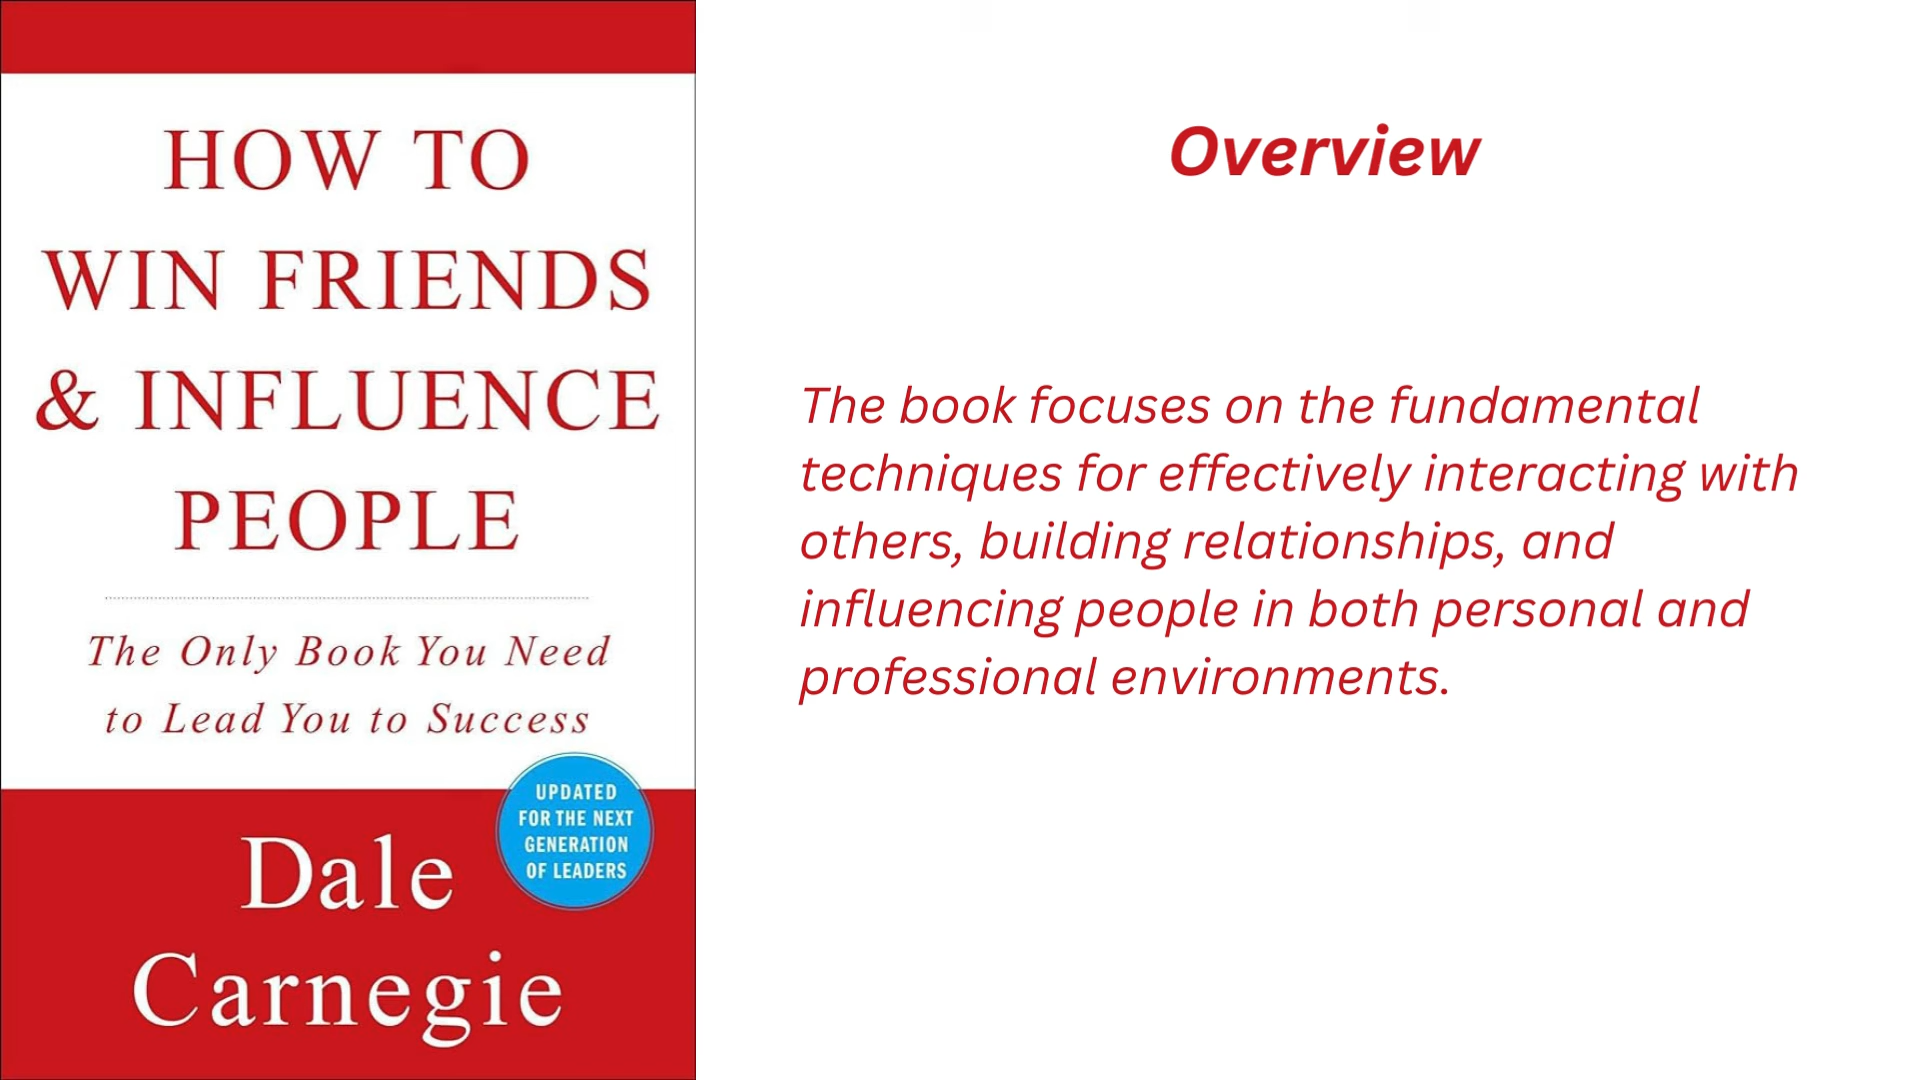 HOW TO
WIN FRIENDS
& INFLUENCE
PEOPLE
The Only Book You Need
to Lead You to Success
UPDATED
FOR THE NEXT
GENERATION
OF LEADERS
Dale
Carnegie
Overview
The book focuses on the fundamental
techniques for effectively interacting with
others, building relationships, and
influencing people in both personal and
professional environments.